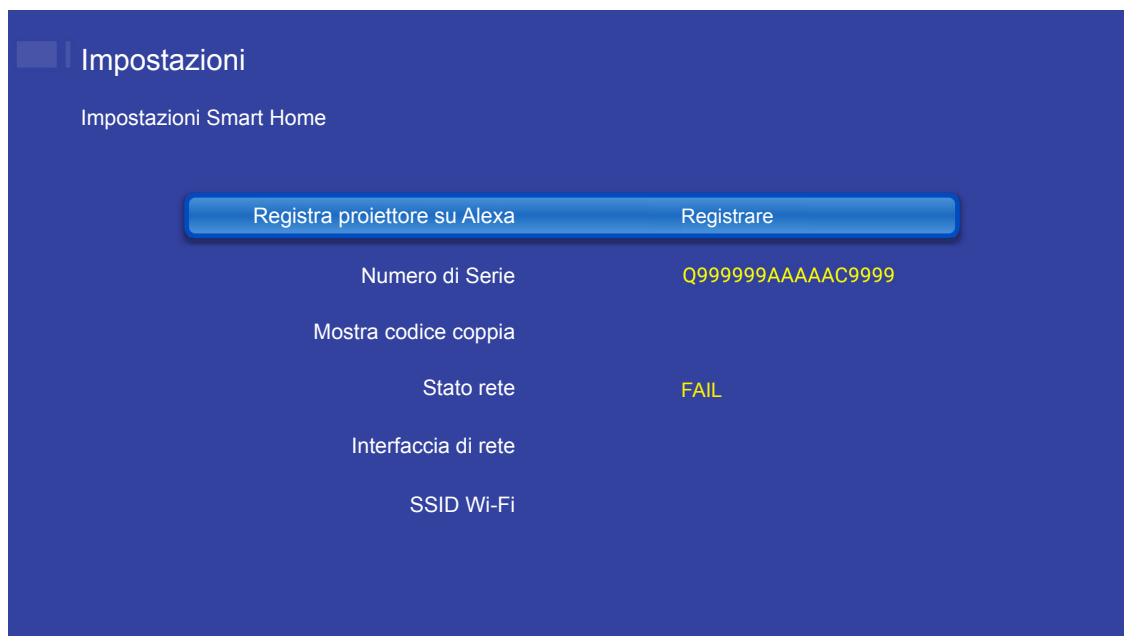 Impostazioni
Impostazioni Smart Home
Registra proiettore su Alexa Registrare
Numero di Serie Q999999AAAAAC9999
Mostra codice coppia
Stato rete FAIL
Interfaccia di rete
SSID Wi-Fi